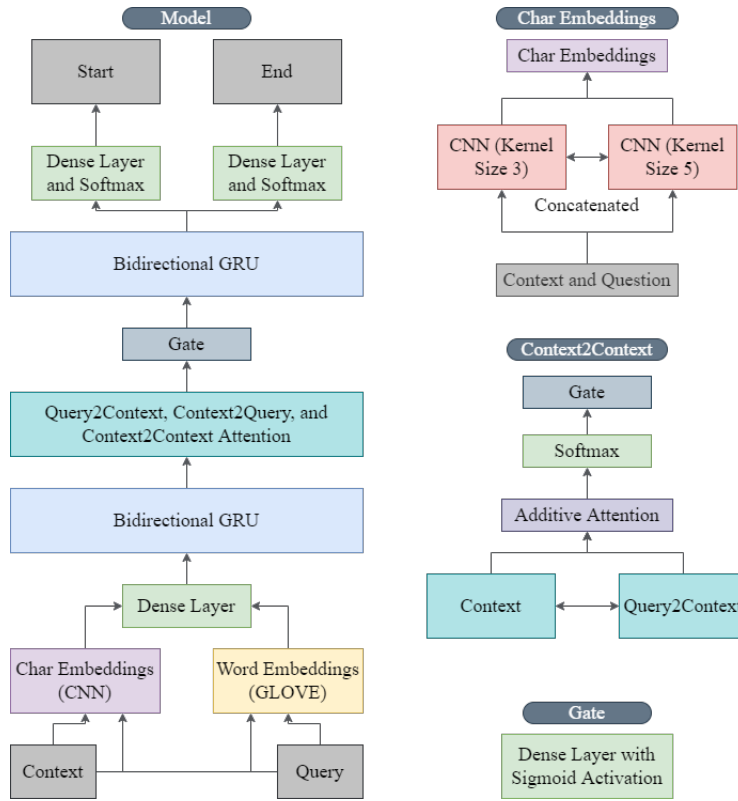 Model
Start
End
Dense Layer
and Softmax
Dense Layer
and Softmax
Bidirectional GRU
Gate
Query2Context, Context2Query, and
Context2Context Attention
Bidirectional GRU
Dense Layer
Char Embeddings
(CNN)
Word Embeddings
(GLOVE)
Context
Query
Char Embeddings
Char Embeddings
CNN (Kernel
Size 3)
CNN (Kernel
Size 5)
Concatenated
Context and Question
Context2Context
Gate
Softmax
Additive Attention
Context
Query2Context
Gate
Dense Layer with
Sigmoid Activation